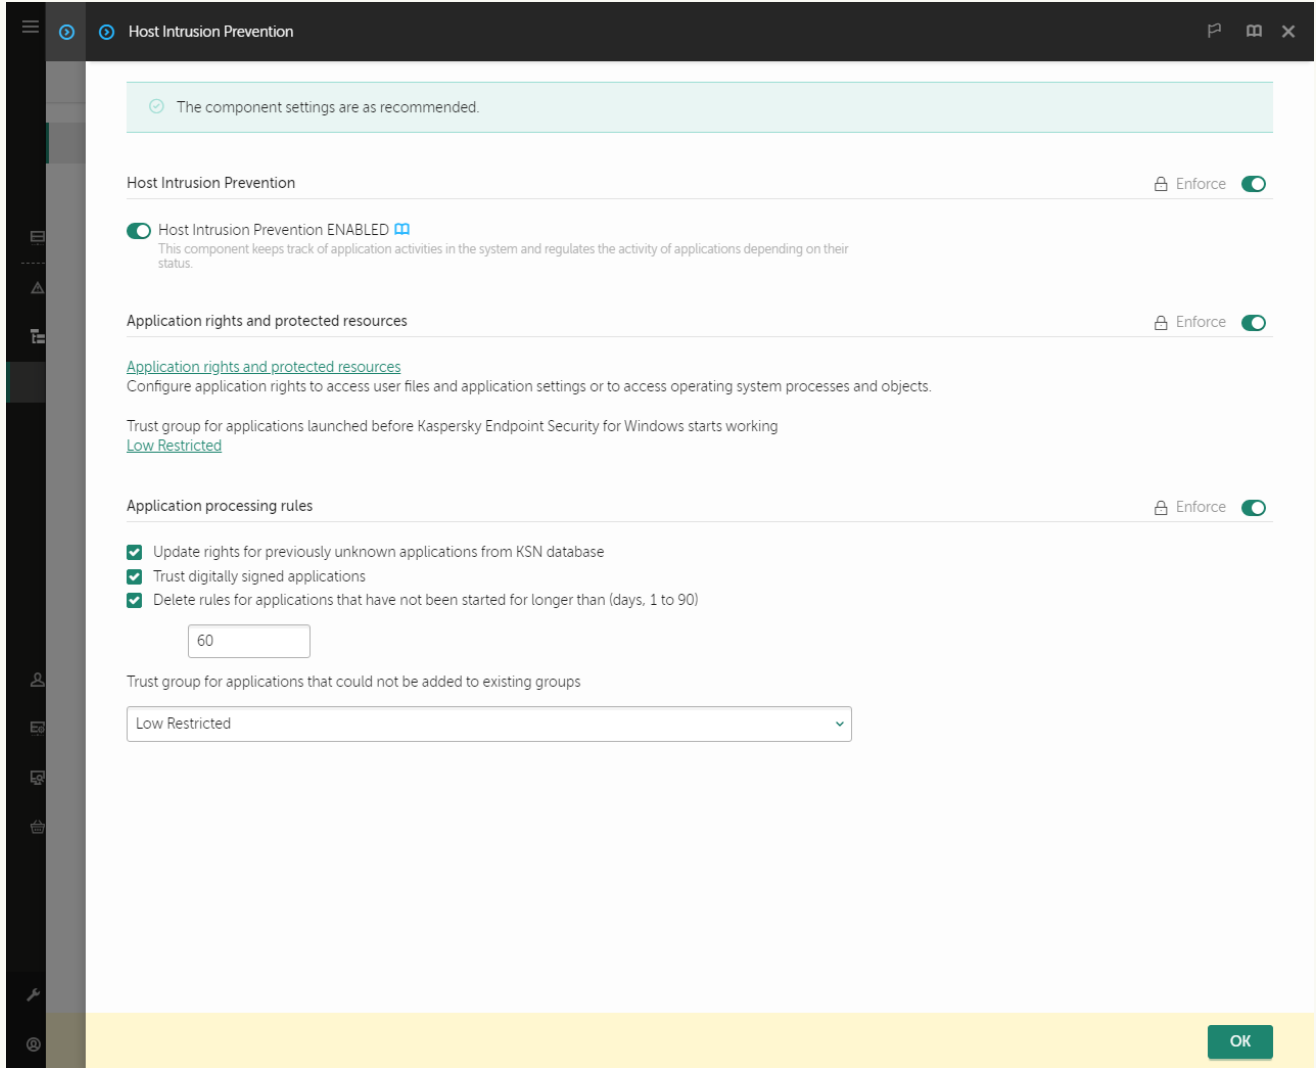 Host Intrusion Prevention
The component settings are as recommended.
Host Intrusion Prevention
Enforce
Host Intrusion Prevention ENABLED
This component keeps track of application activities in the system and regulates the activity of applications depending on their
status.
Application rights and protected resources
Enforce
Application rights and protected resources
Configure application rights to access user files and application settings or to access operating system processes and objects.
Trust group for applications launched before Kaspersky Endpoint Security for Windows starts working
Low Restricted
Application processing rules
Enforce
Update rights for previously unknown applications from KSN database
Trust digitally signed applications
Delete rules for applications that have not been started for longer than (days, 1 to 90)
60
Trust group for applications that could not be added to existing groups
Low Restricted
OK